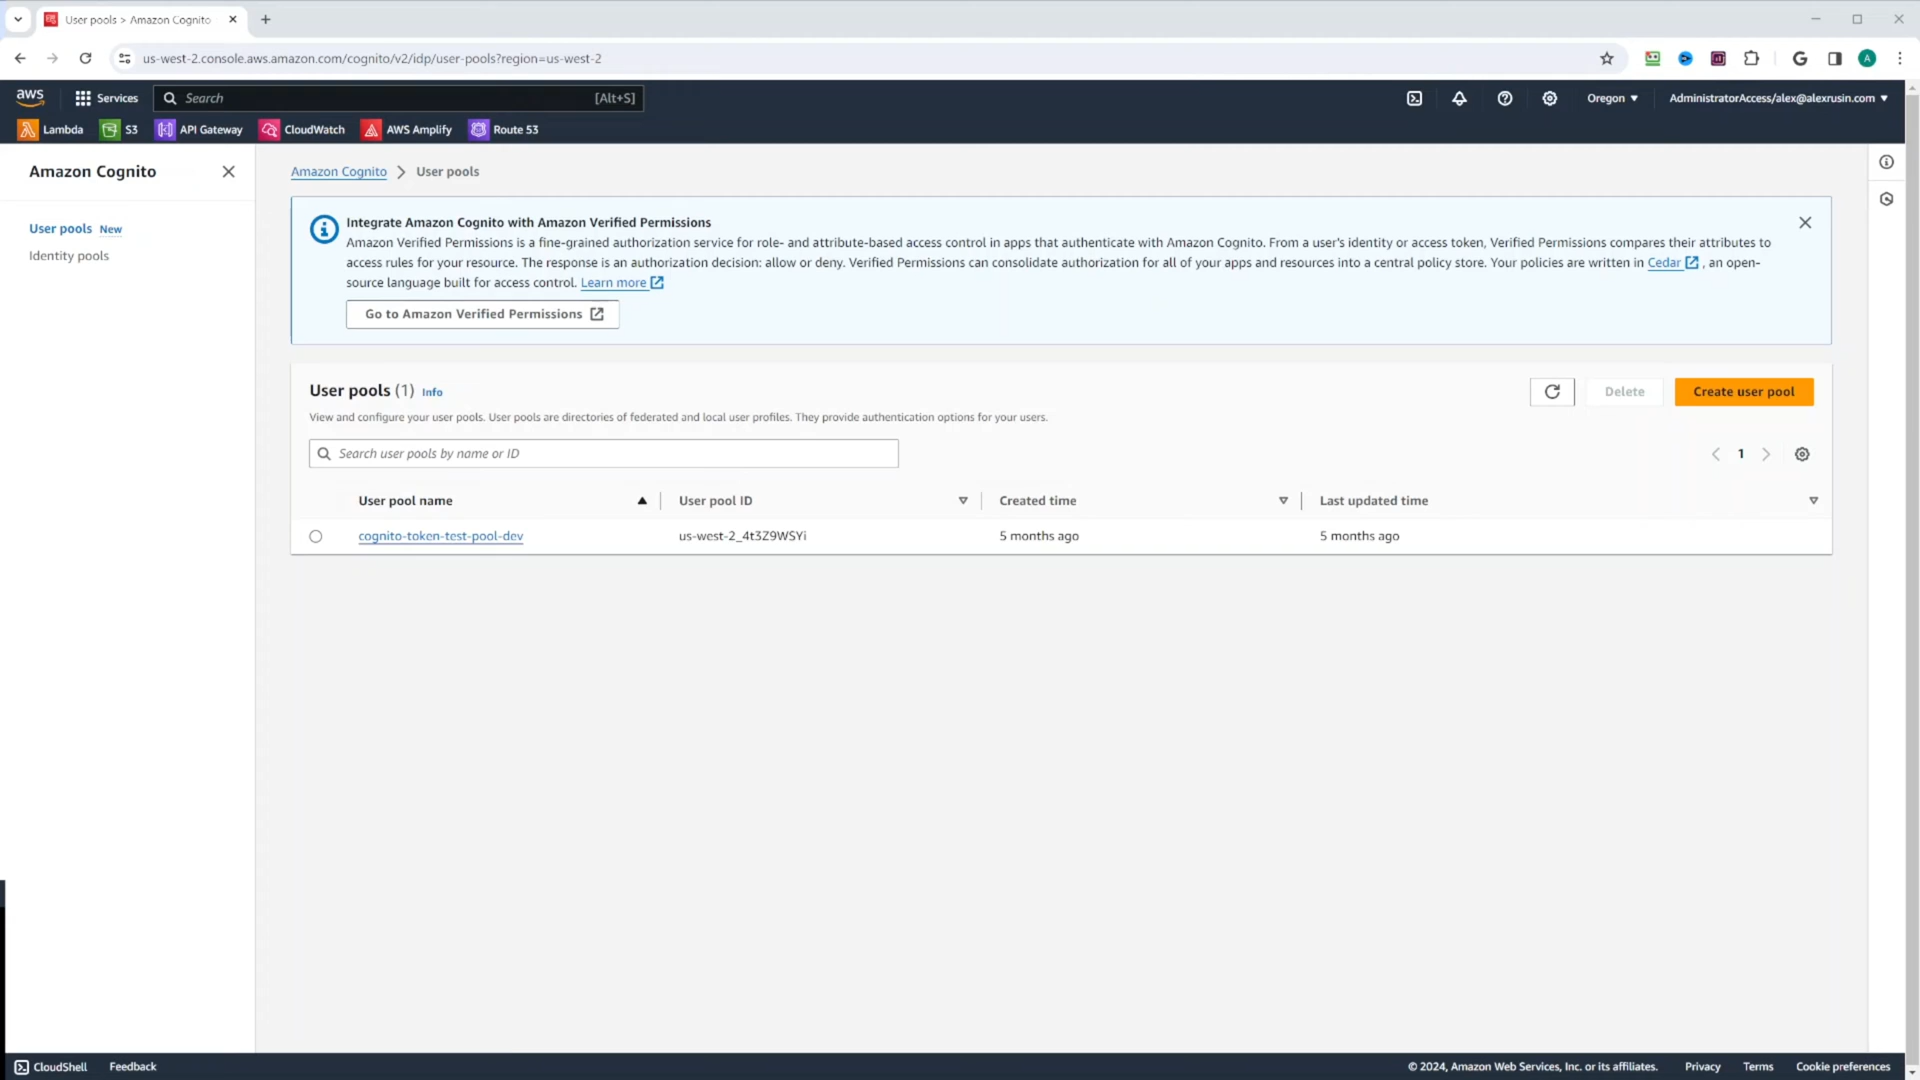 User pools > Amazon Cognito
us-west-2.console.aws.amazon.com/cognito/v2/idp/user-pools?region=us-west-2
A
aws
Services
Search
[Alt+S]
Oregon
AdministratorAccess/alex@alexrusin.com
Lambda
S3
API Gateway
CloudWatch
AWS Amplify
Route 53
Amazon Cognito
User pools New
Identity pools
Amazon Cognito > User pools
Integrate Amazon Cognito with Amazon Verified Permissions
Amazon Verified Permissions is a fine-grained authorization service for role- and attribute-based access control in apps that authenticate with Amazon Cognito. From a user's identity or access token, Verified Permissions compares their attributes to
access rules for your resource. The response is an authorization decision: allow or deny. Verified Permissions can consolidate authorization for all of your apps and resources into a central policy store. Your policies are written in Cedar , an open-
source language built for access control. Learn more
Go to Amazon Verified Permissions
User pools (1) Info
Delete
Create user pool
View and configure your user pools. User pools are directories of federated and local user profiles. They provide authentication options for your users.
Search user pools by name or ID
1
User pool name
User pool ID
Created time
Last updated time
cognito-token-test-pool-dev
us-west-2_4t3Z9WSYi
5 months ago
5 months ago
CloudShell
Feedback
© 2024, Amazon Web Services, Inc. or its affiliates.
Privacy
Terms
Cookie preferences